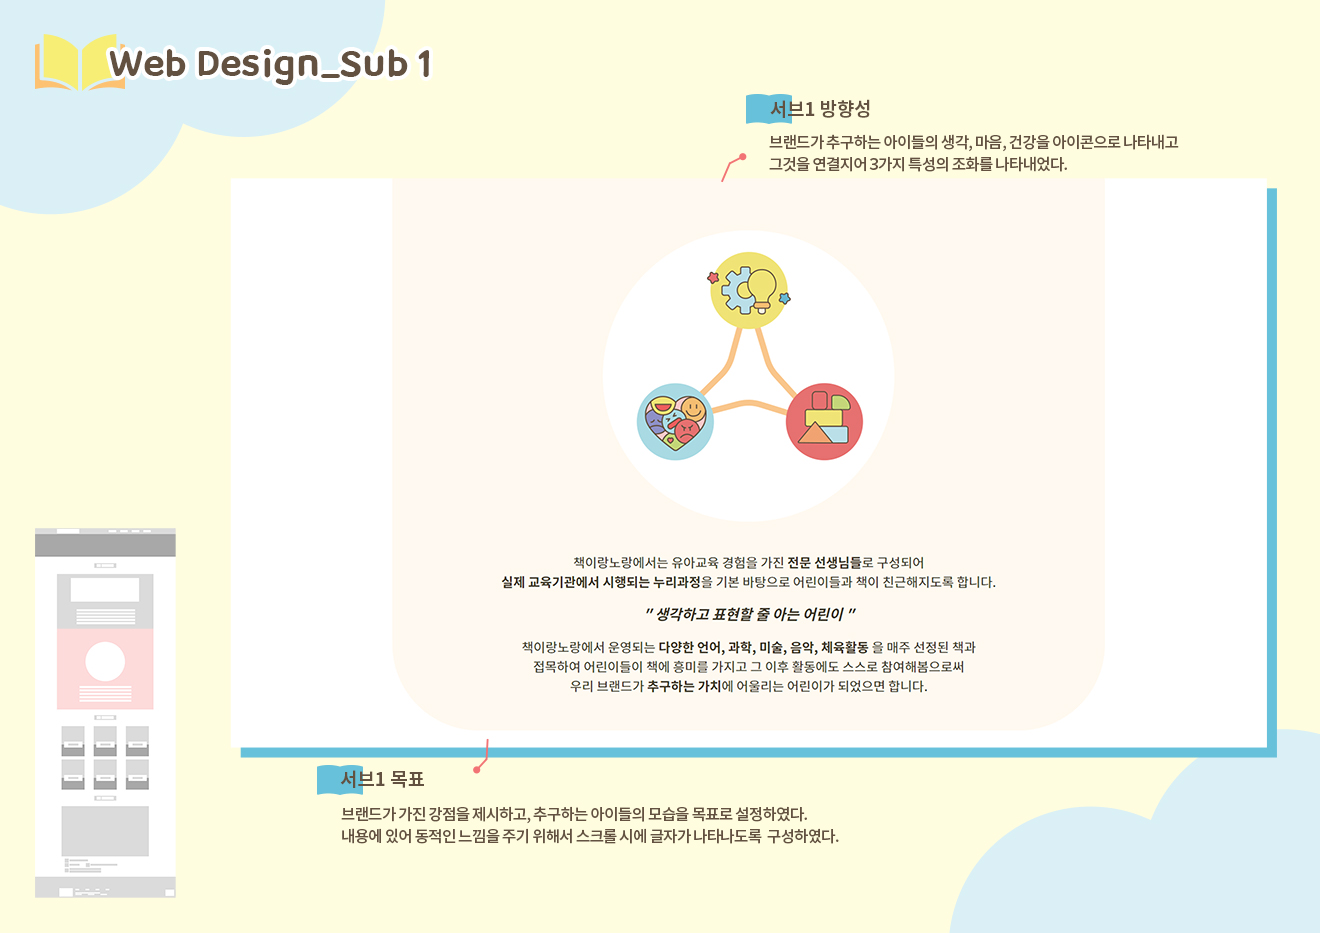 Web Design_Sub 1
서브1 방향성
브랜드가 추구하는 아이들의 생각, 마음, 건강을 아이콘으로 나타내고
그것을 연결지어 3가지 특성의 조화를 나타내었다.
책이랑노랑에서는 유아교육 경험을 가진 전문 선생님들로 구성되어
실제 교육기관에서 시행되는 누리과정을 기본 바탕으로 어린이들과 책이 친근해지도록 합니다.
" 생각하고 표현할 줄 아는 어린이 "
책이랑노랑에서 운영되는 다양한 언어, 과학, 미술, 음악, 체육활동 을 매주 선정된 책과
접목하여 어린이들이 책에 흥미를 가지고 그 이후 활동에도 스스로 참여해봄으로써
우리 브랜드가 추구하는 가치에 어울리는 어린이가 되었으면 합니다.
서브1 목표
브랜드가 가진 강점을 제시하고, 추구하는 아이들의 모습을 목표로 설정하였다.
내용에 있어 동적인 느낌을 주기 위해서 스크롤 시에 글자가 나타나도록 구성하였다.